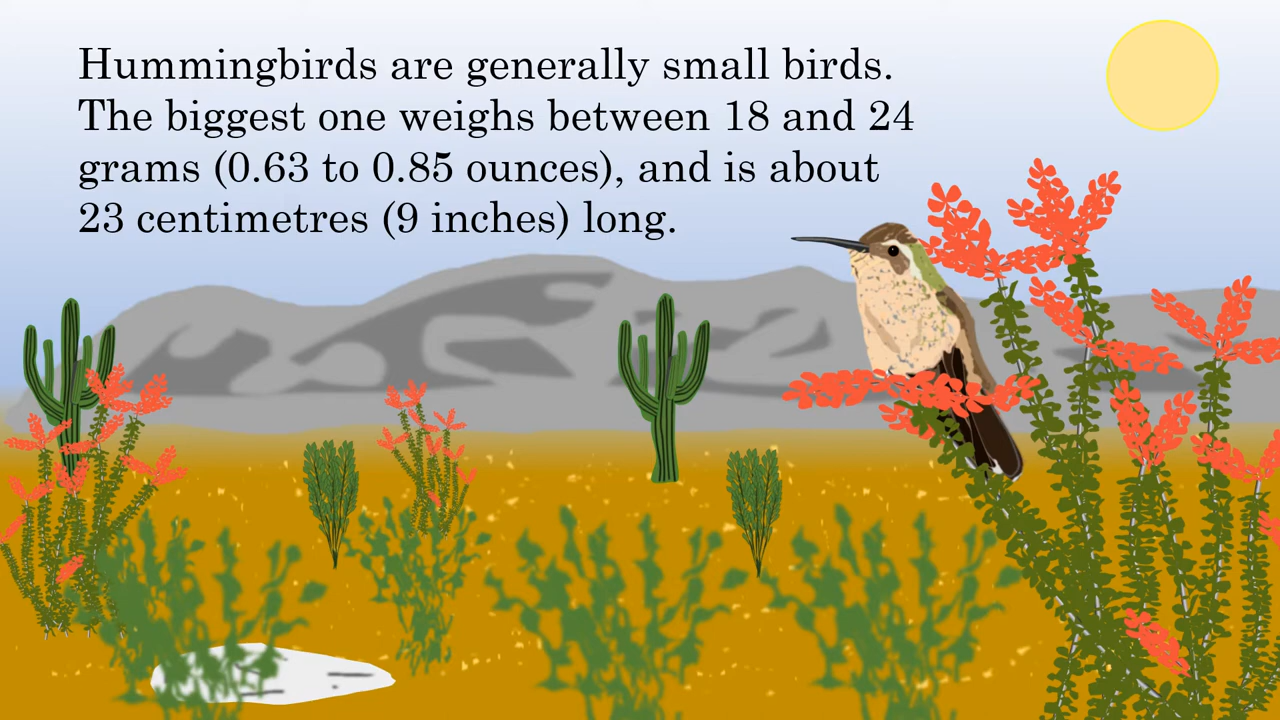 Hummingbirds are generally small birds.
The biggest one weighs between 18 and 24
grams (0.63 to 0.85 ounces), and is about
23 centimetres (9 inches) long.